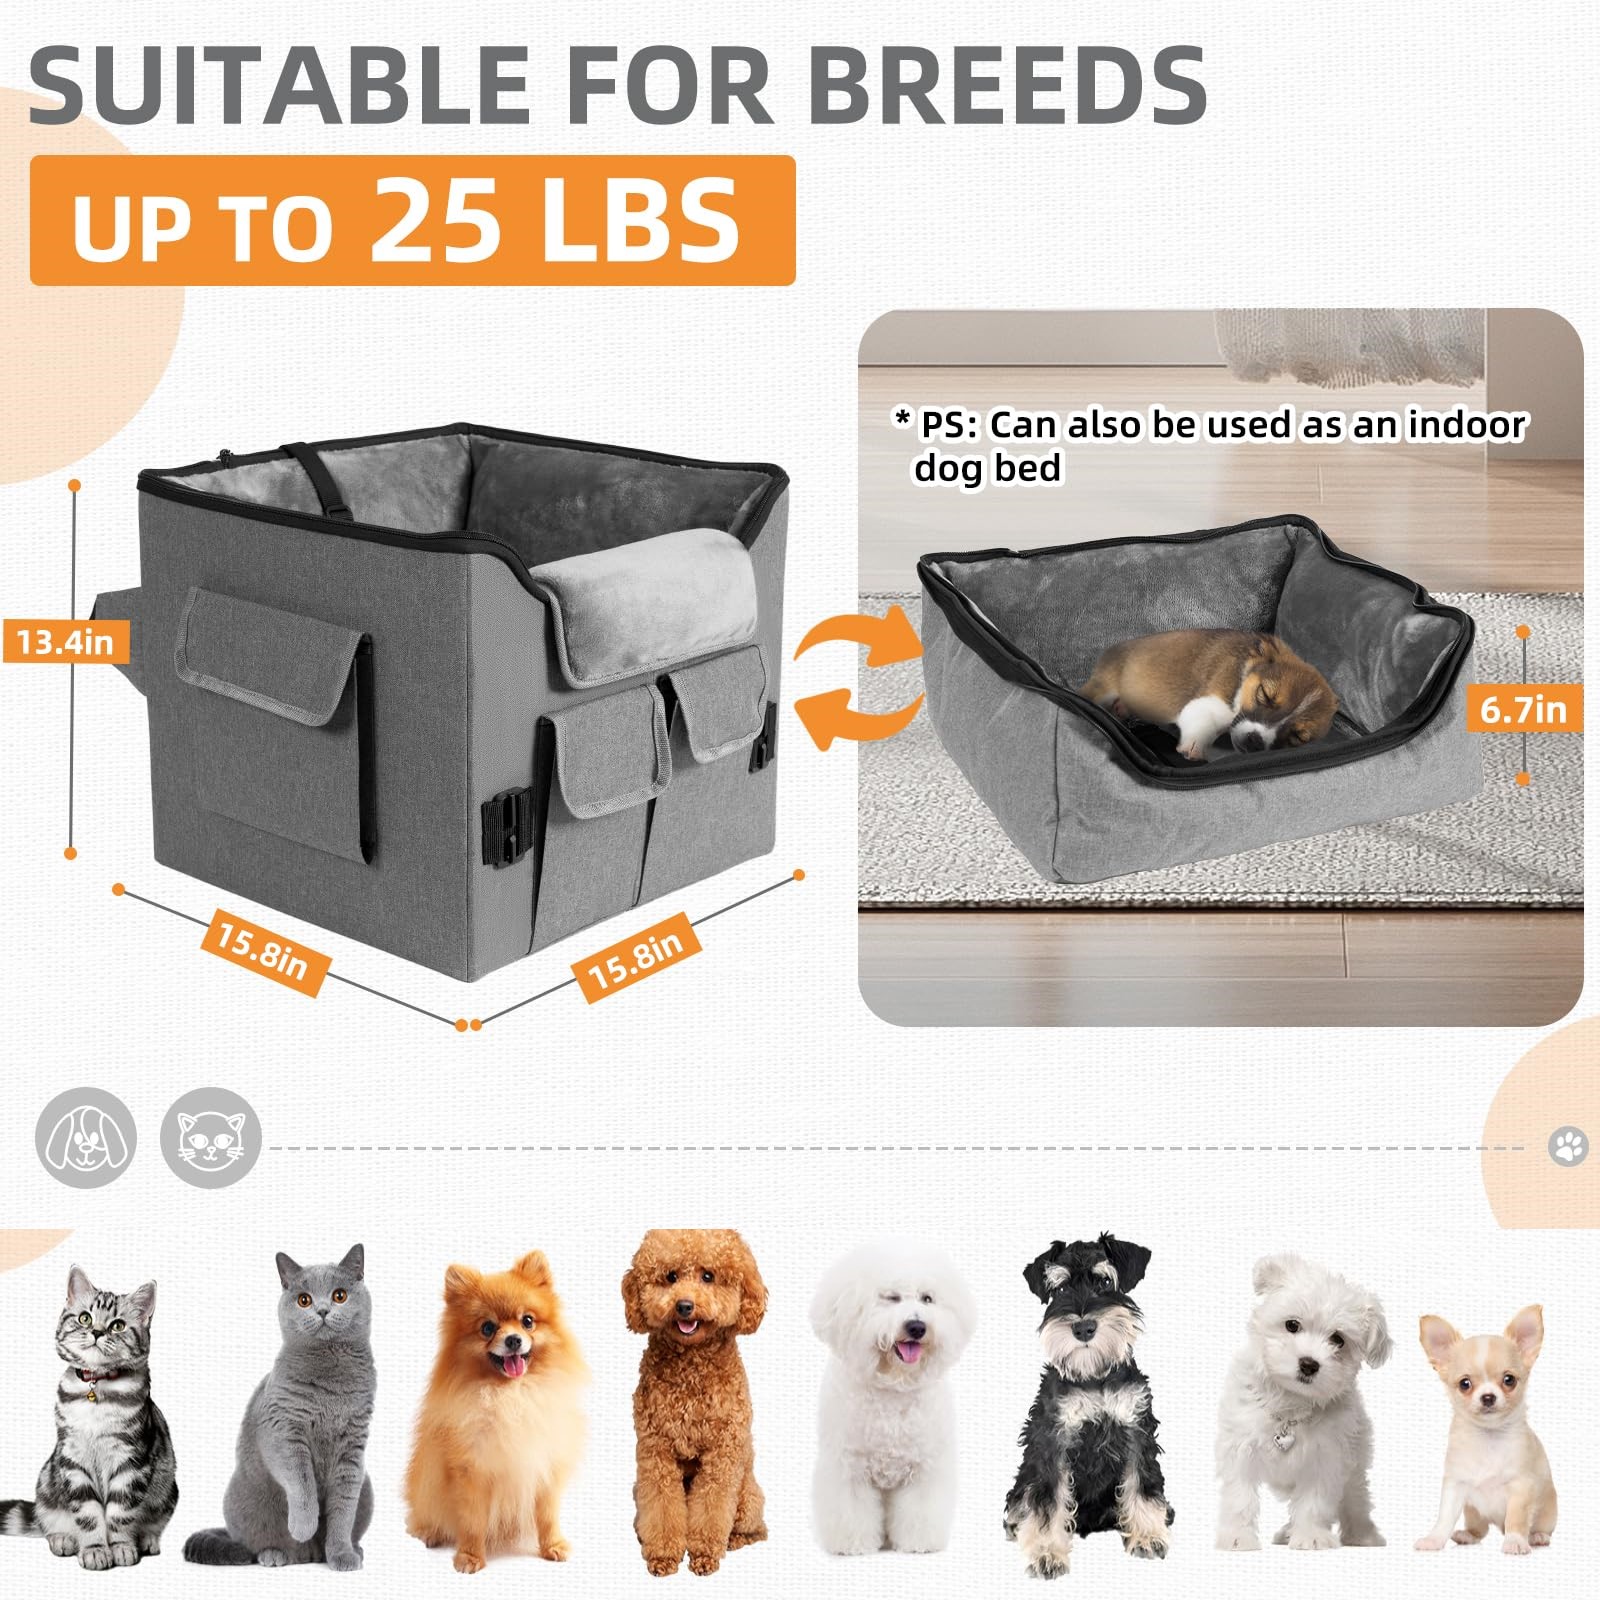 SUITABLE FOR BREEDS
UP TO 25 LBS
* PS: Can also be used as an indoor
dog bed
13.4in
6.7in
15.8in
15.8in